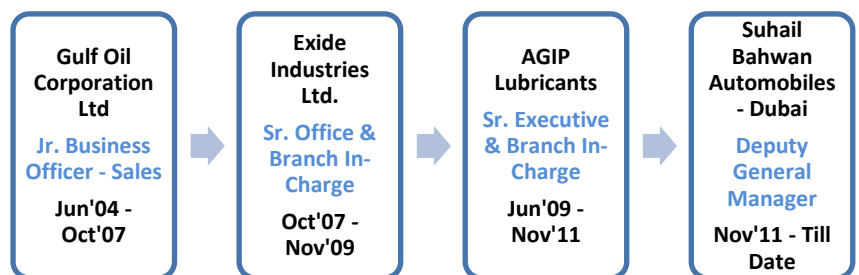 Gulf Oil
Corporation
Ltd
Jr. Business
Officer - Sales
Jun'04 -
Oct'07
Exide
Industries
Ltd.
Sr. Office &
Branch In-
Charge
Oct'07 -
Nov'09
AGIP
Lubricants
Sr. Executive
& Branch In-
Charge
Jun'09 -
Nov'11
Suhail
Bahwan
Automobiles
- Dubai
Deputy
General
Manager
Nov'11 - Till
Date